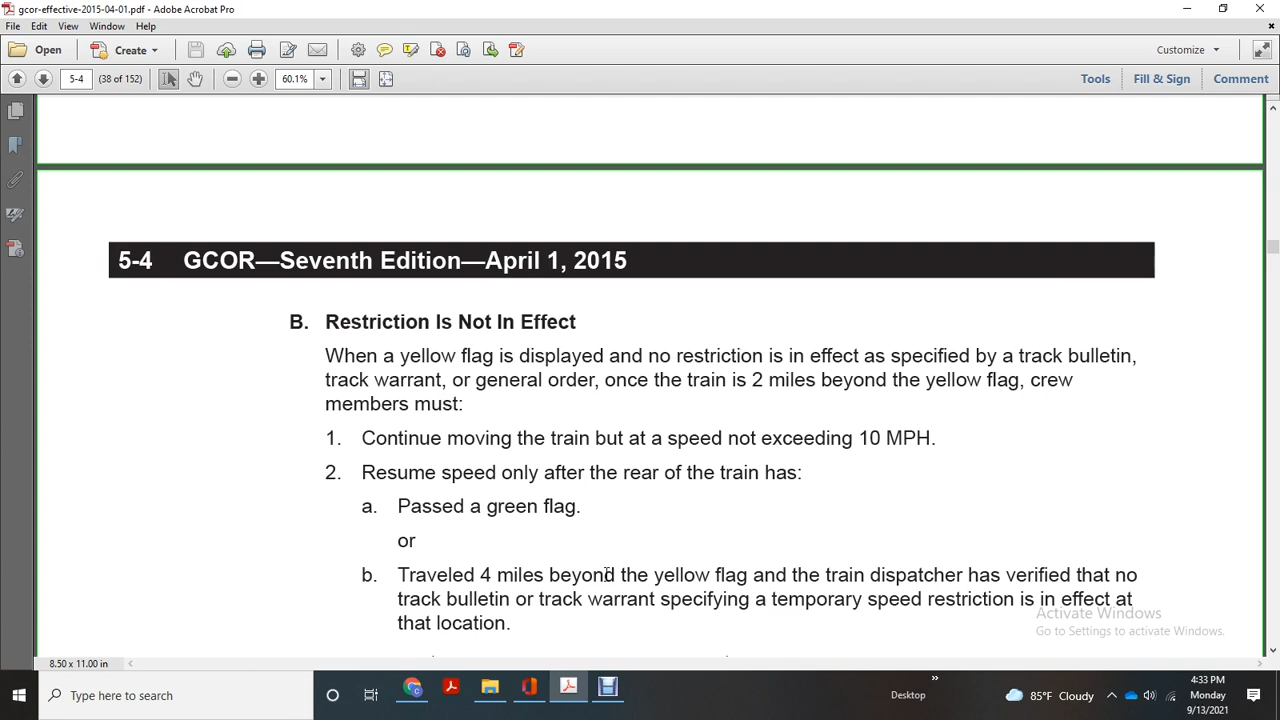 gcor-effective-2015-04-01.pdf - Adobe Acrobat Pro
File Edit View Window Help
Open Create Customize
5-4 (38 of 152) 60.1% Tools Fill & Sign Comment
5-4 GCOR—Seventh Edition—April 1, 2015
B. Restriction Is Not In Effect
When a yellow flag is displayed and no restriction is in effect as specified by a track bulletin,
track warrant, or general order, once the train is 2 miles beyond the yellow flag, crew
members must:
1. Continue moving the train but at a speed not exceeding 10 MPH.
2. Resume speed only after the rear of the train has:
a. Passed a green flag.
or
b. Traveled 4 miles beyond the yellow flag and the train dispatcher has verified that no
track bulletin or track warrant specifying a temporary speed restriction is in effect at
that location.
Activate Windows
Go to Settings to activate Windows.
8.50 x 11.00 in
Type here to search
Desktop
85°F Cloudy
4:33 PM
Monday
9/13/2021